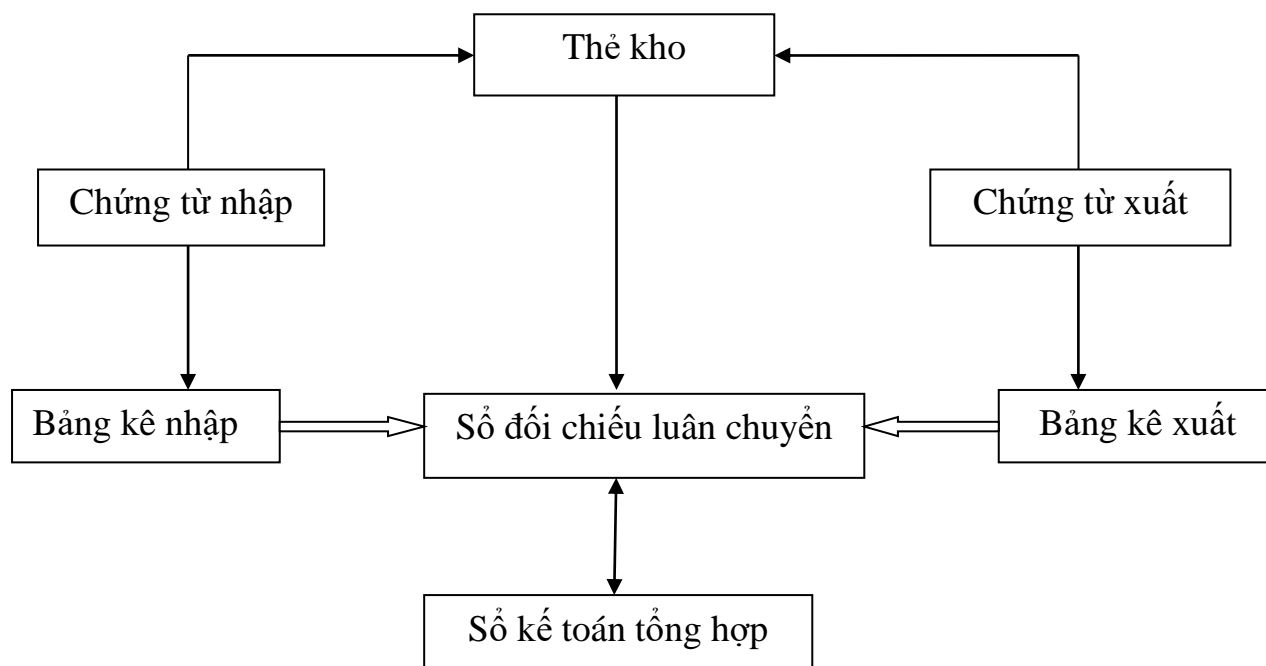 Thẻ kho
Chứng từ nhập
Chứng từ xuất
Bảng kê nhập
Sổ đối chiếu luân chuyển
Bảng kê xuất
Sổ kế toán tổng hợp